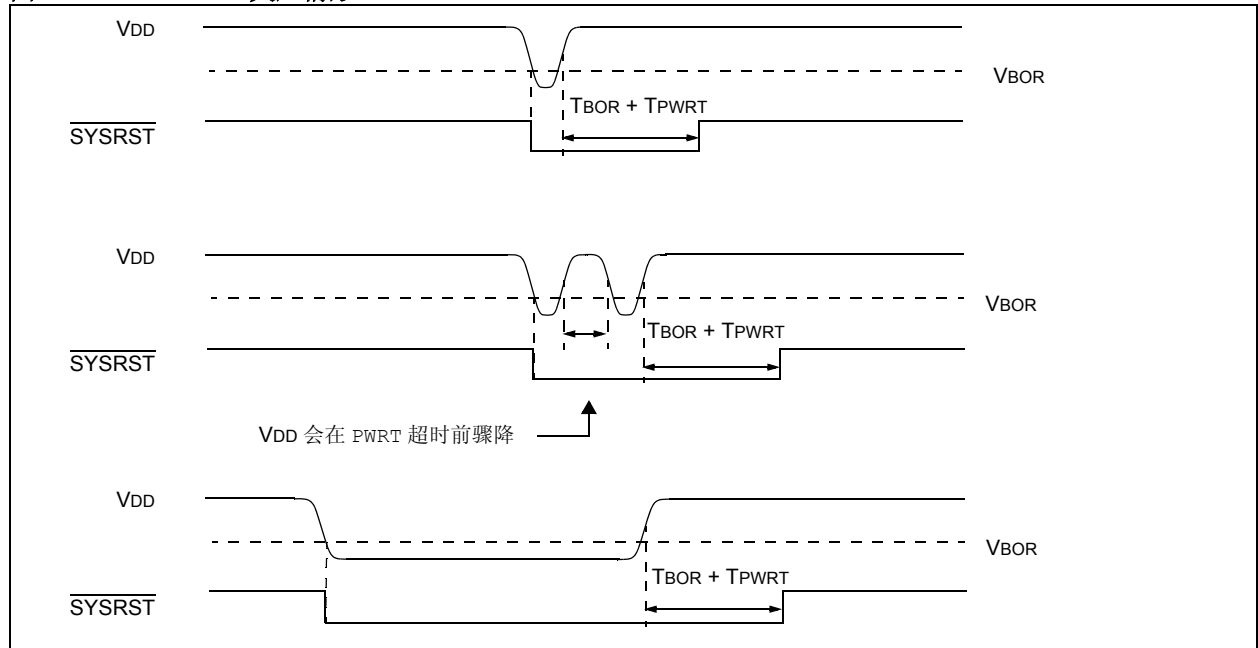 VDD
VBOR
TBOR + TPWRT
SYSRST
VDD
VBOR
TBOR + TPWRT
SYSRST
VDD 会在 PWRT 超时前骤降
VDD
VBOR
TBOR + TPWRT
SYSRST